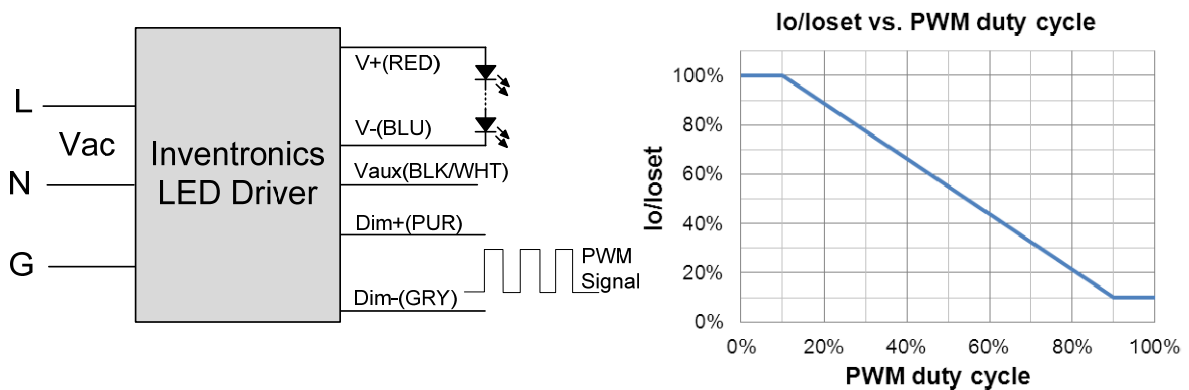 L
Vac
N
G
Inventronics
LED Driver
V+(RED)
V-(BLU)
Vaux(BLK/WHT)
Dim+(PUR)
Dim-(GRY)
PWM
Signal
Io/Ioset vs. PWM duty cycle
Io/Ioset
100%
80%
60%
40%
20%
0%
0% 20% 40% 60% 80% 100%
PWM duty cycle